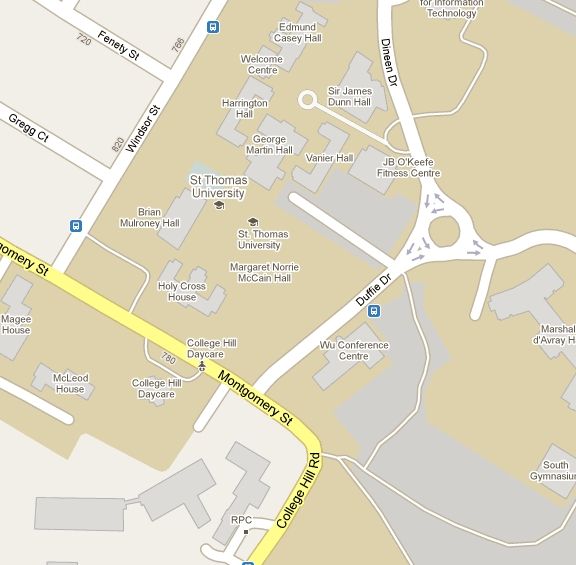 for Information
Technology
Edmund
Casey Hall
Fenety St
720
766
Welcome
Centre
Dineen Dr
Sir James
Dunn Hall
Harrington
Hall
Gregg Ct
820
Windsor St
George
Martin Hall
Vanier Hall
JB O'Keefe
Fitness Centre
St Thomas
University
Brian
Mulroney Hall
St. Thomas
University
Margaret Norrie
McCain Hall
gomery St
Holy Cross
House
Duffie Dr
Magee
House
College Hill
Daycare
780
Wu Conference
Centre
Marshal
d'Avray Ha
McLeod
House
College Hill
Daycare
Montgomery St
College Hill Rd
South
Gymnasium
RPC